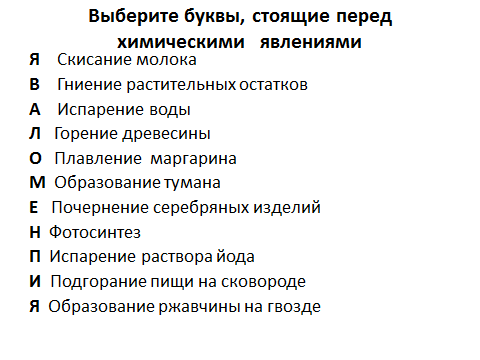 Выберите буквы, стоящие перед
химическими явлениями
Я Скисание молока
В Гниение растительных остатков
А Испарение воды
Л Горение древесины
О Плавление маргарина
М Образование тумана
Е Почернение серебряных изделий
Н Фотосинтез
П Испарение раствора йода
И Подгорание пищи на сковороде
Я Образование ржавчины на гвозде